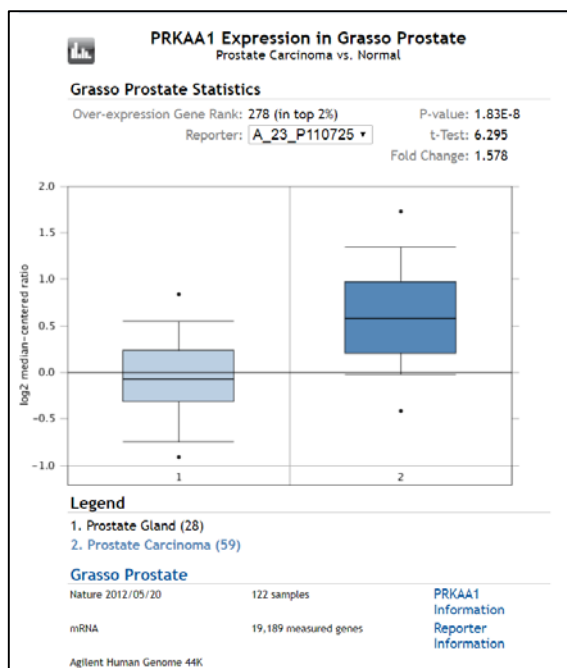 PRKAA1 Expression in Grasso Prostate
Prostate Carcinoma vs. Normal
Grasso Prostate Statistics
Over-expression Gene Rank: 278 (in top 2%)
P-value: 1.83E-8
Reporter: A_23_P110725
t-Test: 6.295
Fold Change: 1.578
log2 median-centered ratio
2.0
1.5
1.0
0.5
0.0
-0.5
-1.0
1 2
Legend
1. Prostate Gland (28)
2. Prostate Carcinoma (59)
Grasso Prostate
Nature 2012/05/20 122 samples PRKAA1
Information
mRNA 19,189 measured genes Reporter
Information
Agilent Human Genome 44K